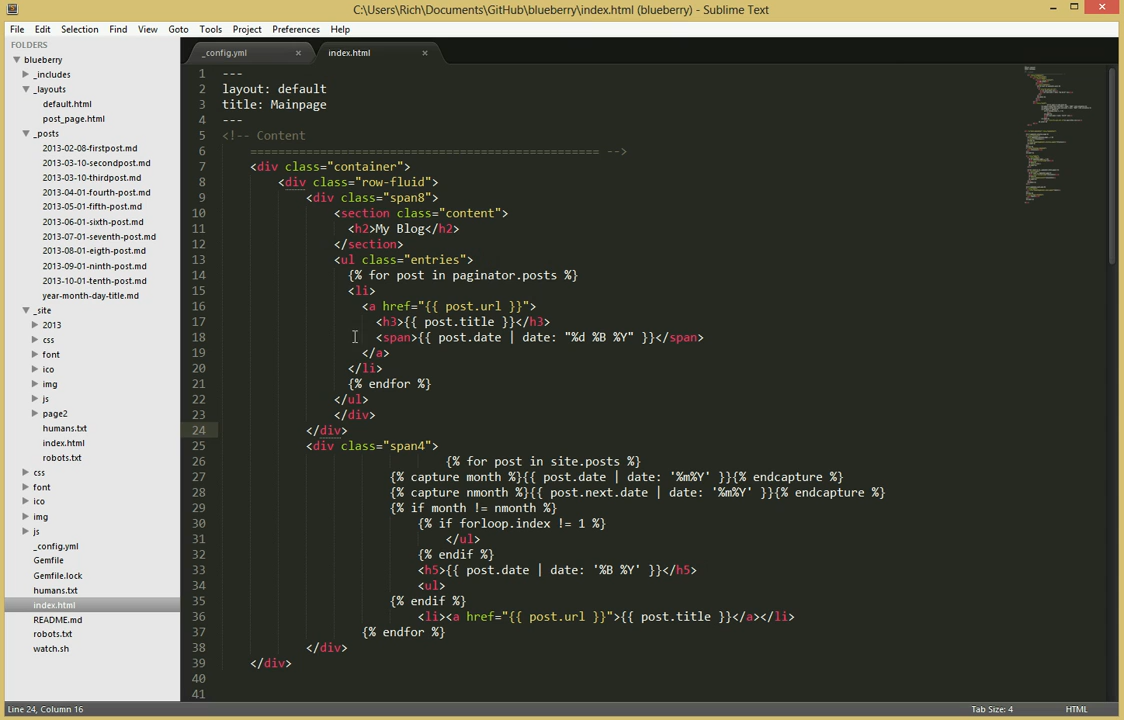 C:\Users\Rich\Documents\GitHub\blueberry\index.html (blueberry) - Sublime Text
File Edit Selection Find View Goto Tools Project Preferences Help
FOLDERS
blueberry
_includes
_layouts
default.html
post_page.html
_posts
2013-02-08-firstpost.md
2013-03-10-secondpost.md
2013-03-10-thirdpost.md
2013-04-01-fourth-post.md
2013-05-01-fifth-post.md
2013-06-01-sixth-post.md
2013-07-01-seventh-post.md
2013-08-01-eigth-post.md
2013-09-01-ninth-post.md
2013-10-01-tenth-post.md
year-month-day-title.md
_site
2013
css
font
ico
img
js
page2
humans.txt
index.html
robots.txt
css
font
ico
img
js
_config.yml
Gemfile
Gemfile.lock
humans.txt
index.html
README.md
robots.txt
watch.sh
_config.yml × index.html ×
1 ---
2 layout: default
3 title: Mainpage
4 ---
5 <!-- Content
6 ================================================== -->
7 <div class="container">
8 <div class="row-fluid">
9 <div class="span8">
10 <section class="content">
11 <h2>My Blog</h2>
12 </section>
13 <ul class="entries">
14 {% for post in paginator.posts %}
15 <li>
16 <a href="{{ post.url }}">
17 <h3>{{ post.title }}</h3>
18 <span>{{ post.date | date: "%d %B %Y" }}</span>
19 </a>
20 </li>
21 {% endfor %}
22 </ul>
23 </div>
24 </div>
25 <div class="span4">
26 {% for post in site.posts %}
27 {% capture month %}{{ post.date | date: '%m%Y' }}{% endcapture %}
28 {% capture nmonth %}{{ post.next.date | date: '%m%Y' }}{% endcapture %}
29 {% if month != nmonth %}
30 {% if forloop.index != 1 %}
31 </ul>
32 {% endif %}
33 <h5>{{ post.date | date: '%B %Y' }}</h5>
34 <ul>
35 {% endif %}
36 <li><a href="{{ post.url }}">{{ post.title }}</a></li>
37 {% endfor %}
38 </div>
39 </div>
40
41
Line 24, Column 16 Tab Size: 4 HTML